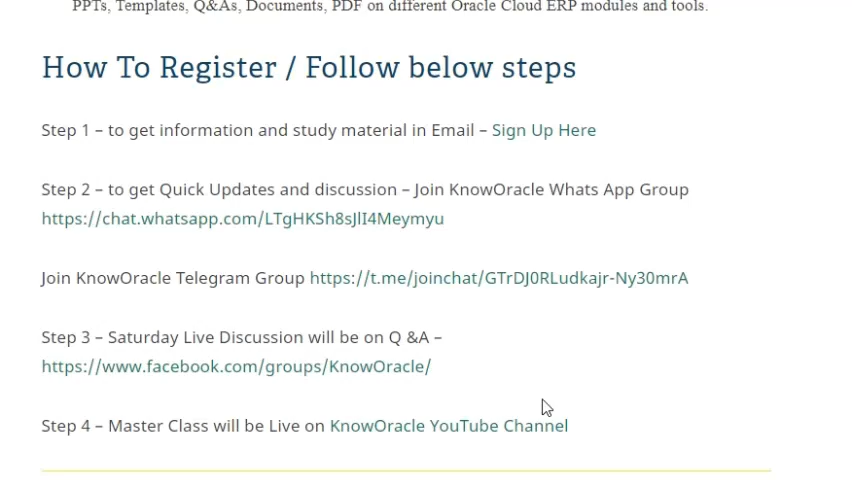 PPTs, Templates, Q&As, Documents, PDF on different Oracle Cloud ERP modules and tools.
How To Register / Follow below steps
Step 1 – to get information and study material in Email – Sign Up Here
Step 2 – to get Quick Updates and discussion – Join KnowOracle Whats App Group
https://chat.whatsapp.com/LTgHKSh8sJlI4Meymyu
Join KnowOracle Telegram Group https://t.me/joinchat/GTrDJ0RLudkajr-Ny30mrA
Step 3 – Saturday Live Discussion will be on Q &A –
https://www.facebook.com/groups/KnowOracle/
Step 4 – Master Class will be Live on KnowOracle YouTube Channel